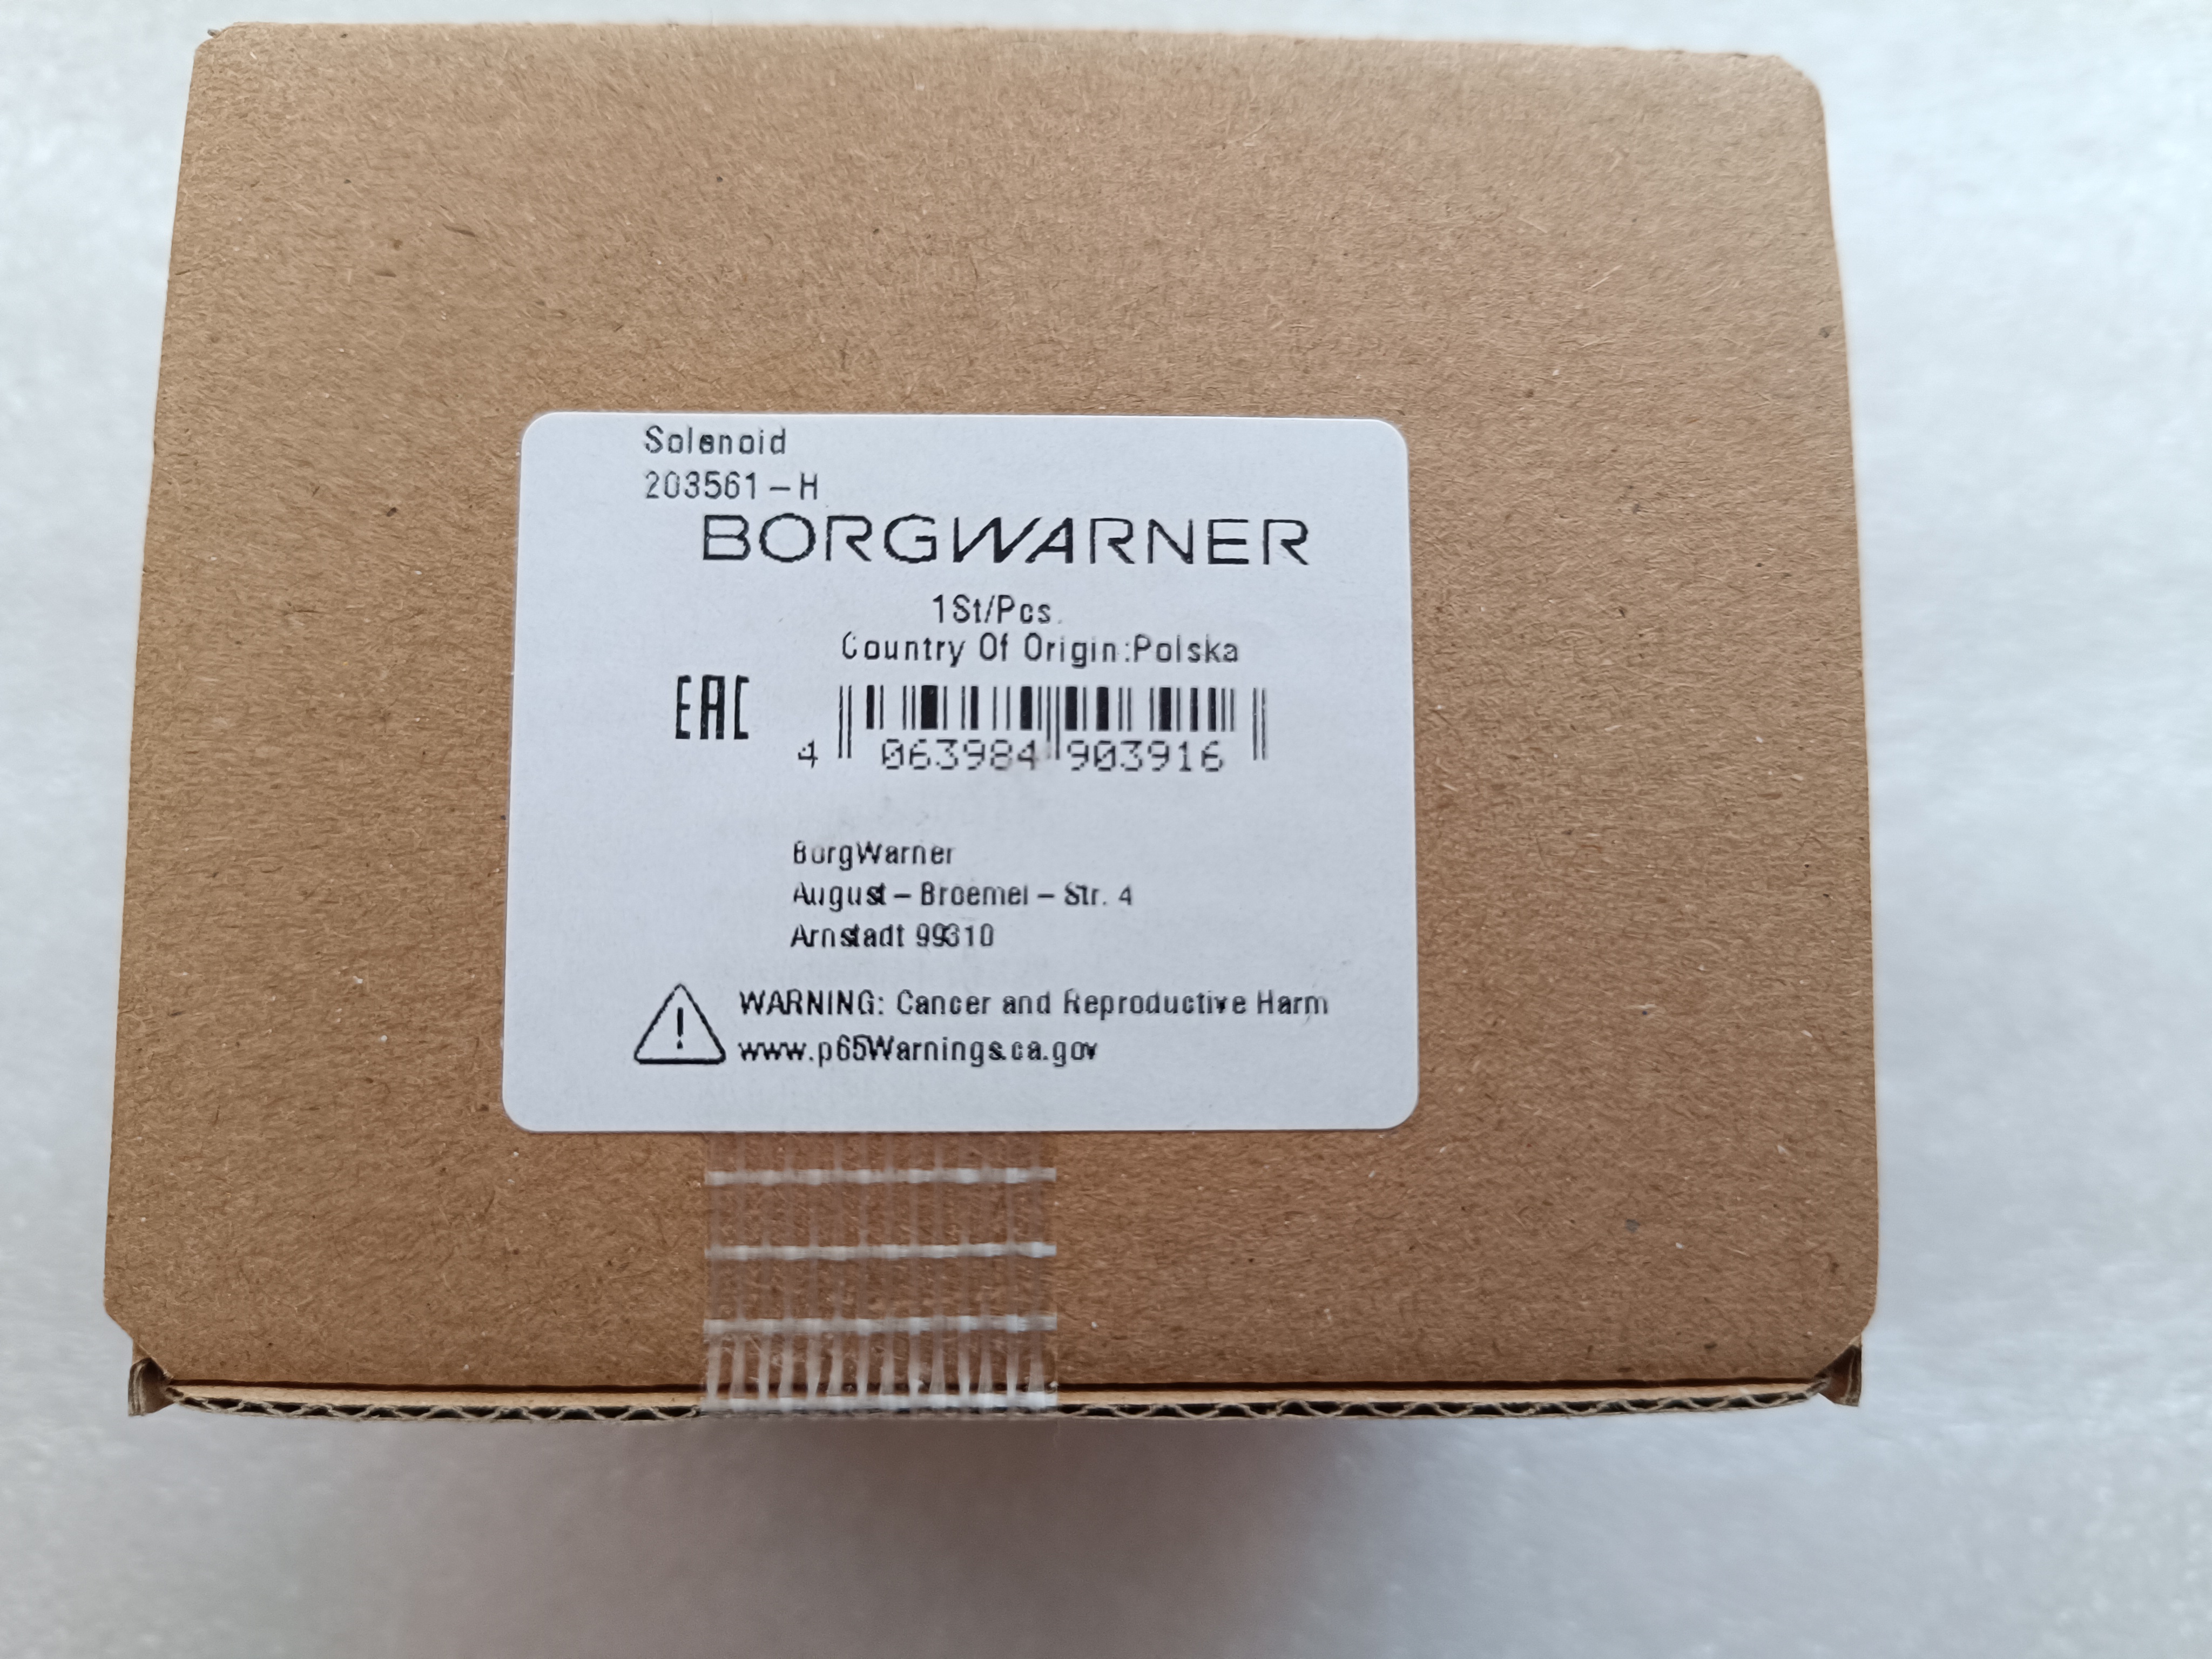 Solenoid
203561-H
BORGWARNER
1St/Pcs.
Country Of Origin:Polska
EAC
4 063984 903916
BorgWarner
August-Broemel-Str. 4
Arnstadt 99310
WARNING: Cancer and Reproductive Harm
www.p65Warnings.ca.gov